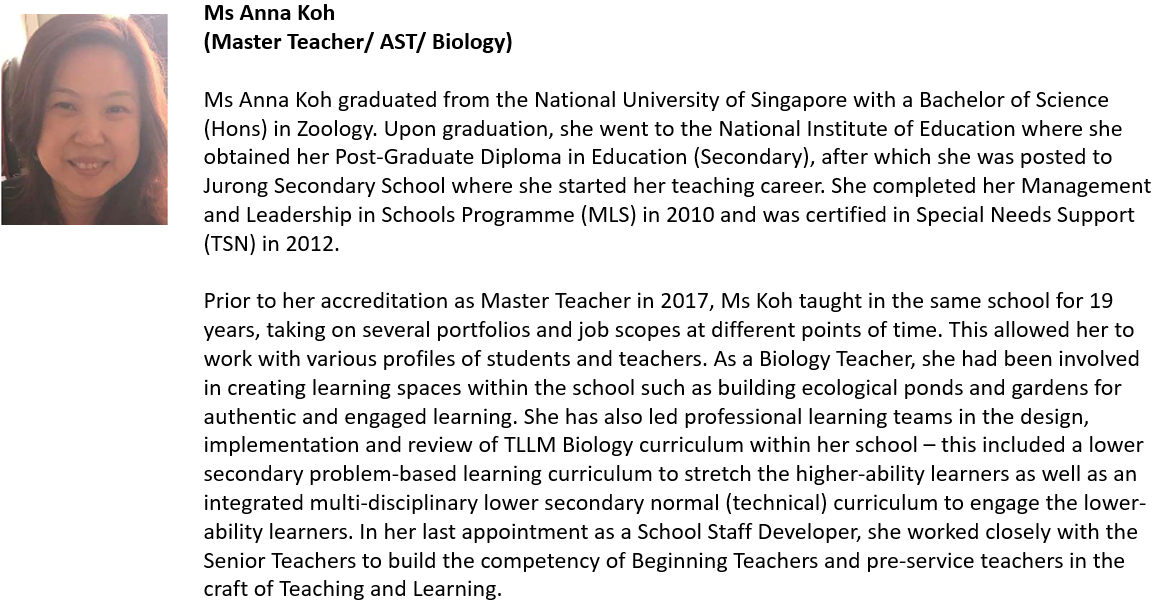 Ms Anna Koh
(Master Teacher/ AST/ Biology)
Ms Anna Koh graduated from the National University of Singapore with a Bachelor of Science
(Hons) in Zoology. Upon graduation, she went to the National Institute of Education where she
obtained her Post-Graduate Diploma in Education (Secondary), after which she was posted to
Jurong Secondary School where she started her teaching career. She completed her Management
and Leadership in Schools Programme (MLS) in 2010 and was certified in Special Needs Support
(TSN) in 2012.
Prior to her accreditation as Master Teacher in 2017, Ms Koh taught in the same school for 19
years, taking on several portfolios and job scopes at different points of time. This allowed her to
work with various profiles of students and teachers. As a Biology Teacher, she had been involved
in creating learning spaces within the school such as building ecological ponds and gardens for
authentic and engaged learning. She has also led professional learning teams in the design,
implementation and review of TLLM Biology curriculum within her school – this included a lower
secondary problem-based learning curriculum to stretch the higher-ability learners as well as an
integrated multi-disciplinary lower secondary normal (technical) curriculum to engage the lower-
ability learners. In her last appointment as a School Staff Developer, she worked closely with the
Senior Teachers to build the competency of Beginning Teachers and pre-service teachers in the
craft of Teaching and Learning.